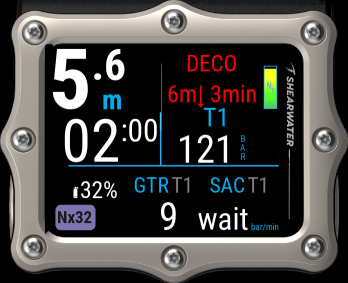 5.6 m
DECO
6m↓ 3min
N₂
02:00
T1
121 BAR
SHEARWATER
32%
GTR T1
SAC T1
Nx32
9
wait bar/min